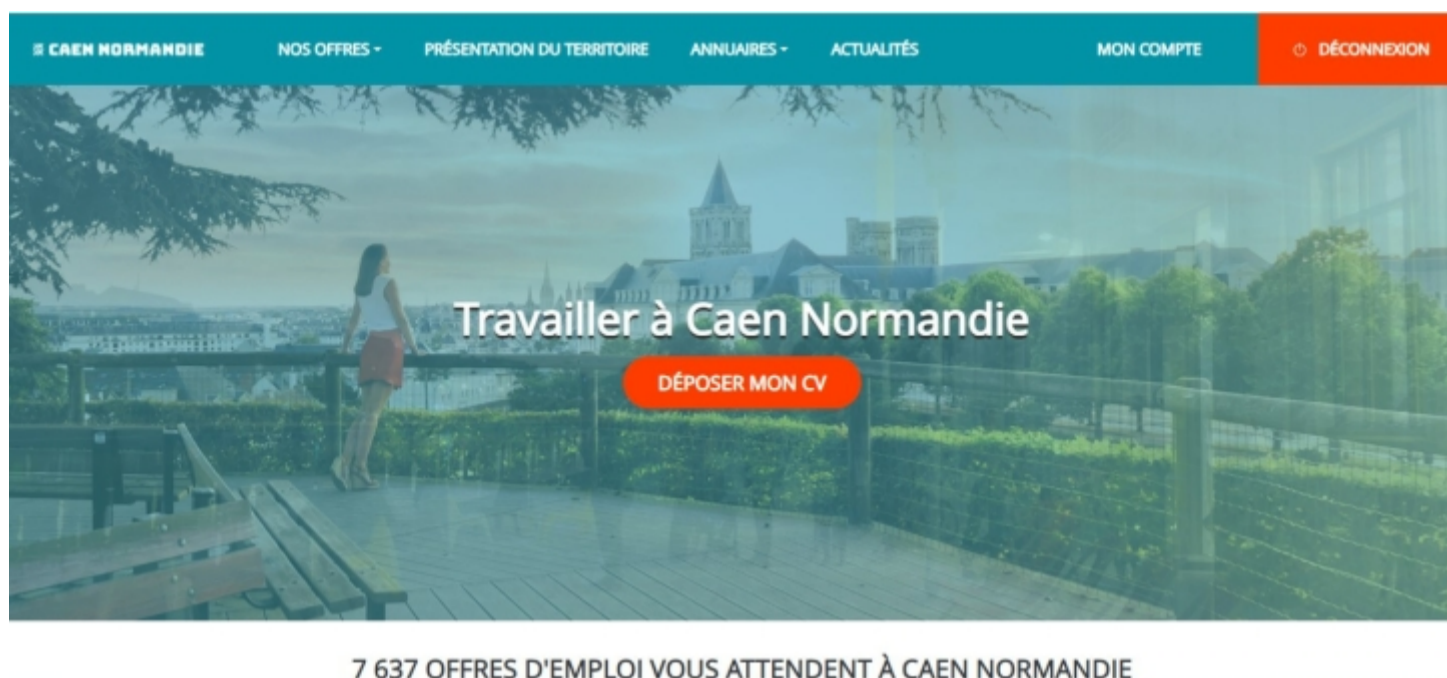 CAEN NORMANDIE NOS OFFRES PRÉSENTATION DU TERRITOIRE ANNUAIRES ACTUALITÉS MON COMPTE DÉCONNEXION
Travailler à Caen Normandie
DÉPOSER MON CV
7 637 OFFRES D'EMPLOI VOUS ATTENDENT À CAEN NORMANDIE